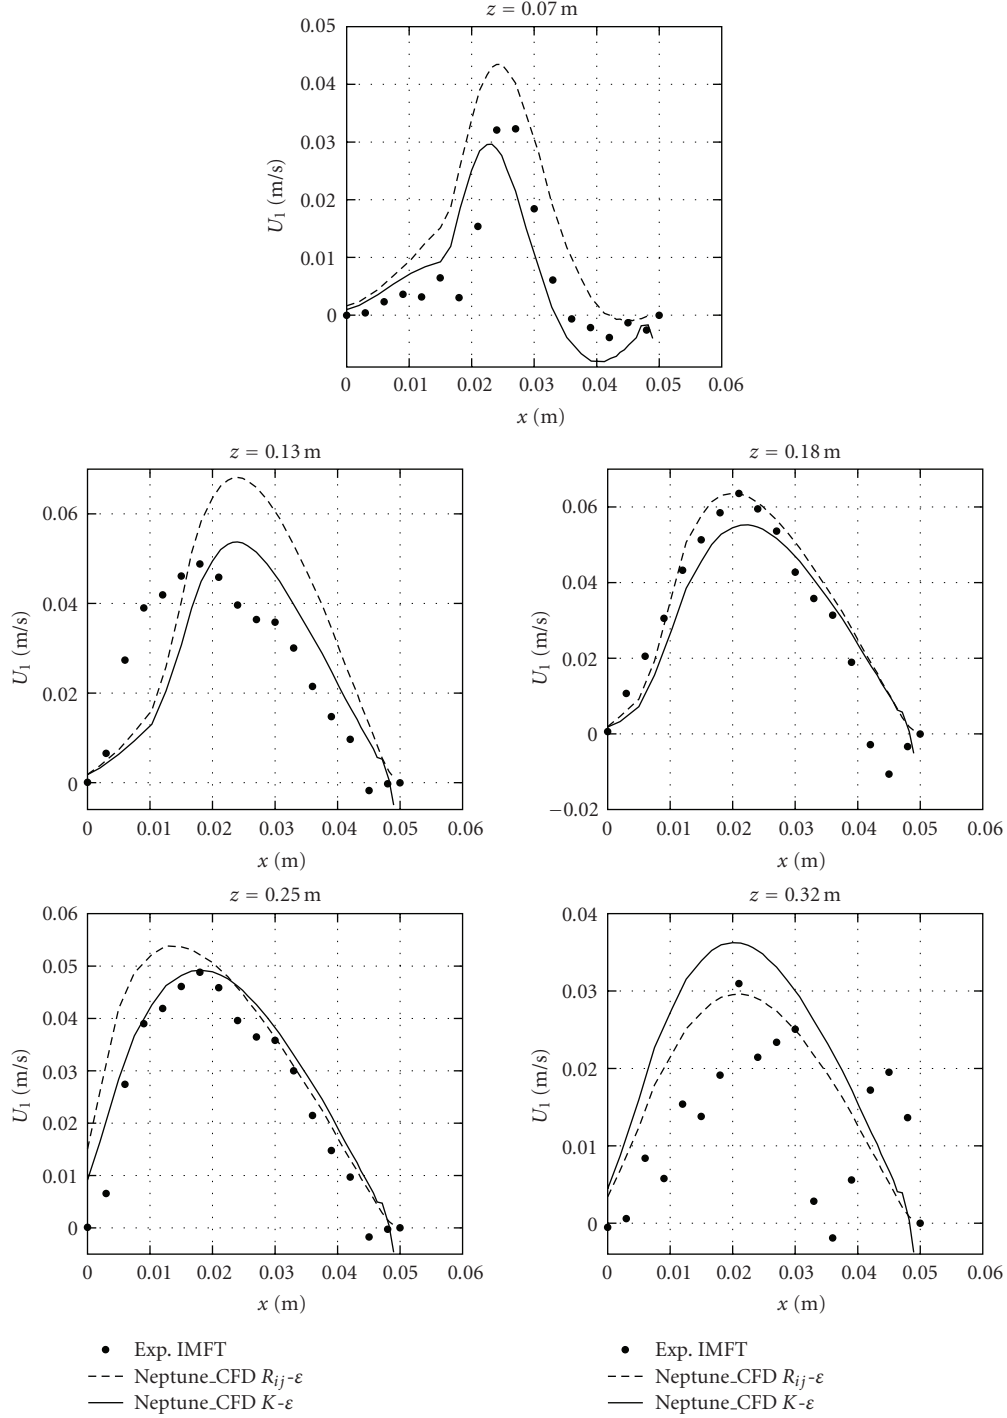 z = 0.07 m
0.05
0.04
0.03
0.02
0.01
0
U1 (m/s)
0 0.01 0.02 0.03 0.04 0.05 0.06
x (m)
z = 0.13 m
0.06
0.04
0.02
0
U1 (m/s)
0 0.01 0.02 0.03 0.04 0.05 0.06
x (m)
z = 0.18 m
0.06
0.04
0.02
0
−0.02
U1 (m/s)
0 0.01 0.02 0.03 0.04 0.05 0.06
x (m)
z = 0.25 m
0.06
0.05
0.04
0.03
0.02
0.01
0
U1 (m/s)
0 0.01 0.02 0.03 0.04 0.05 0.06
x (m)
z = 0.32 m
0.04
0.03
0.02
0.01
0
U1 (m/s)
0 0.01 0.02 0.03 0.04 0.05 0.06
x (m)
Exp. IMFT
Neptune_CFD Rij-ε
Neptune_CFD K-ε
Exp. IMFT
Neptune_CFD Rij-ε
Neptune_CFD K-ε